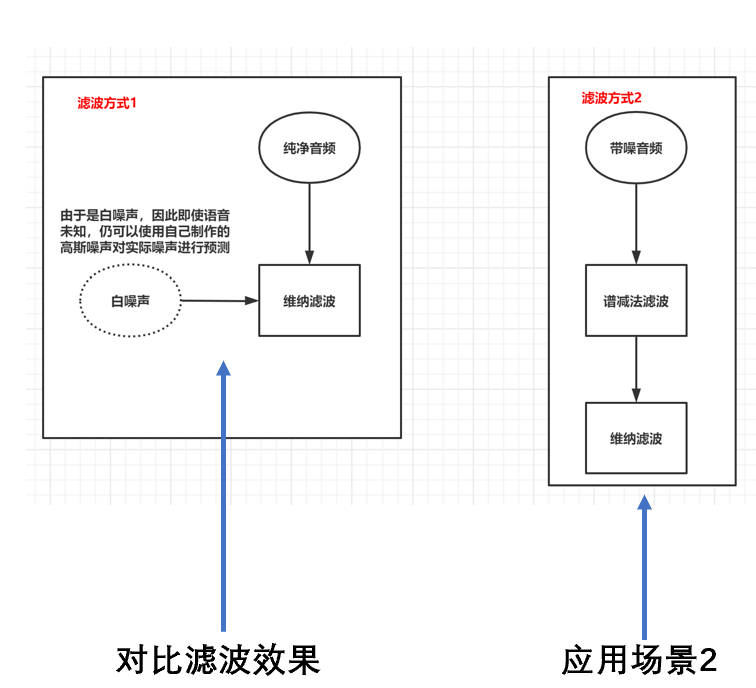 滤波方式1
纯净音频
由于是白噪声，因此即使语音
未知，仍可以使用自己制作的
高斯噪声对实际噪声进行预测
白噪声
维纳滤波
对比滤波效果
滤波方式2
带噪音频
谱减法滤波
维纳滤波
应用场景2